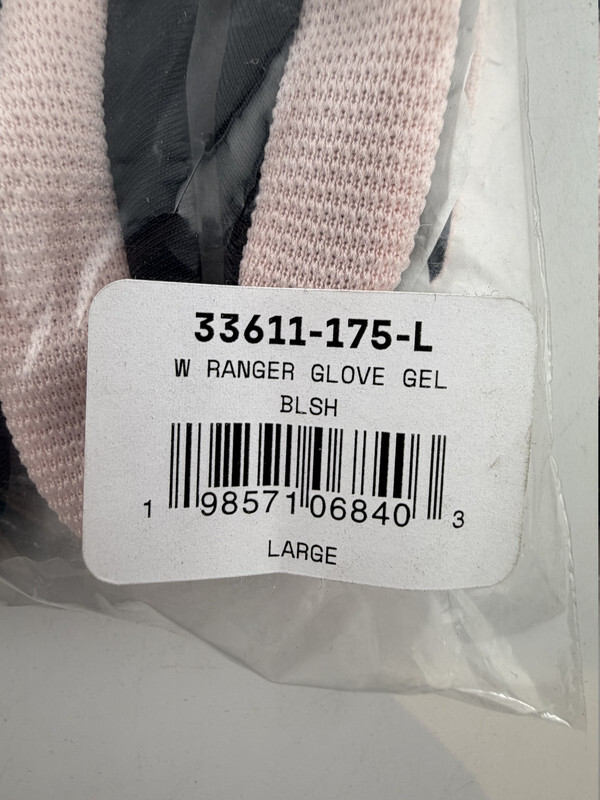 33611-175-L
W RANGER GLOVE GEL
BLSH
1 98571 06840 3
LARGE